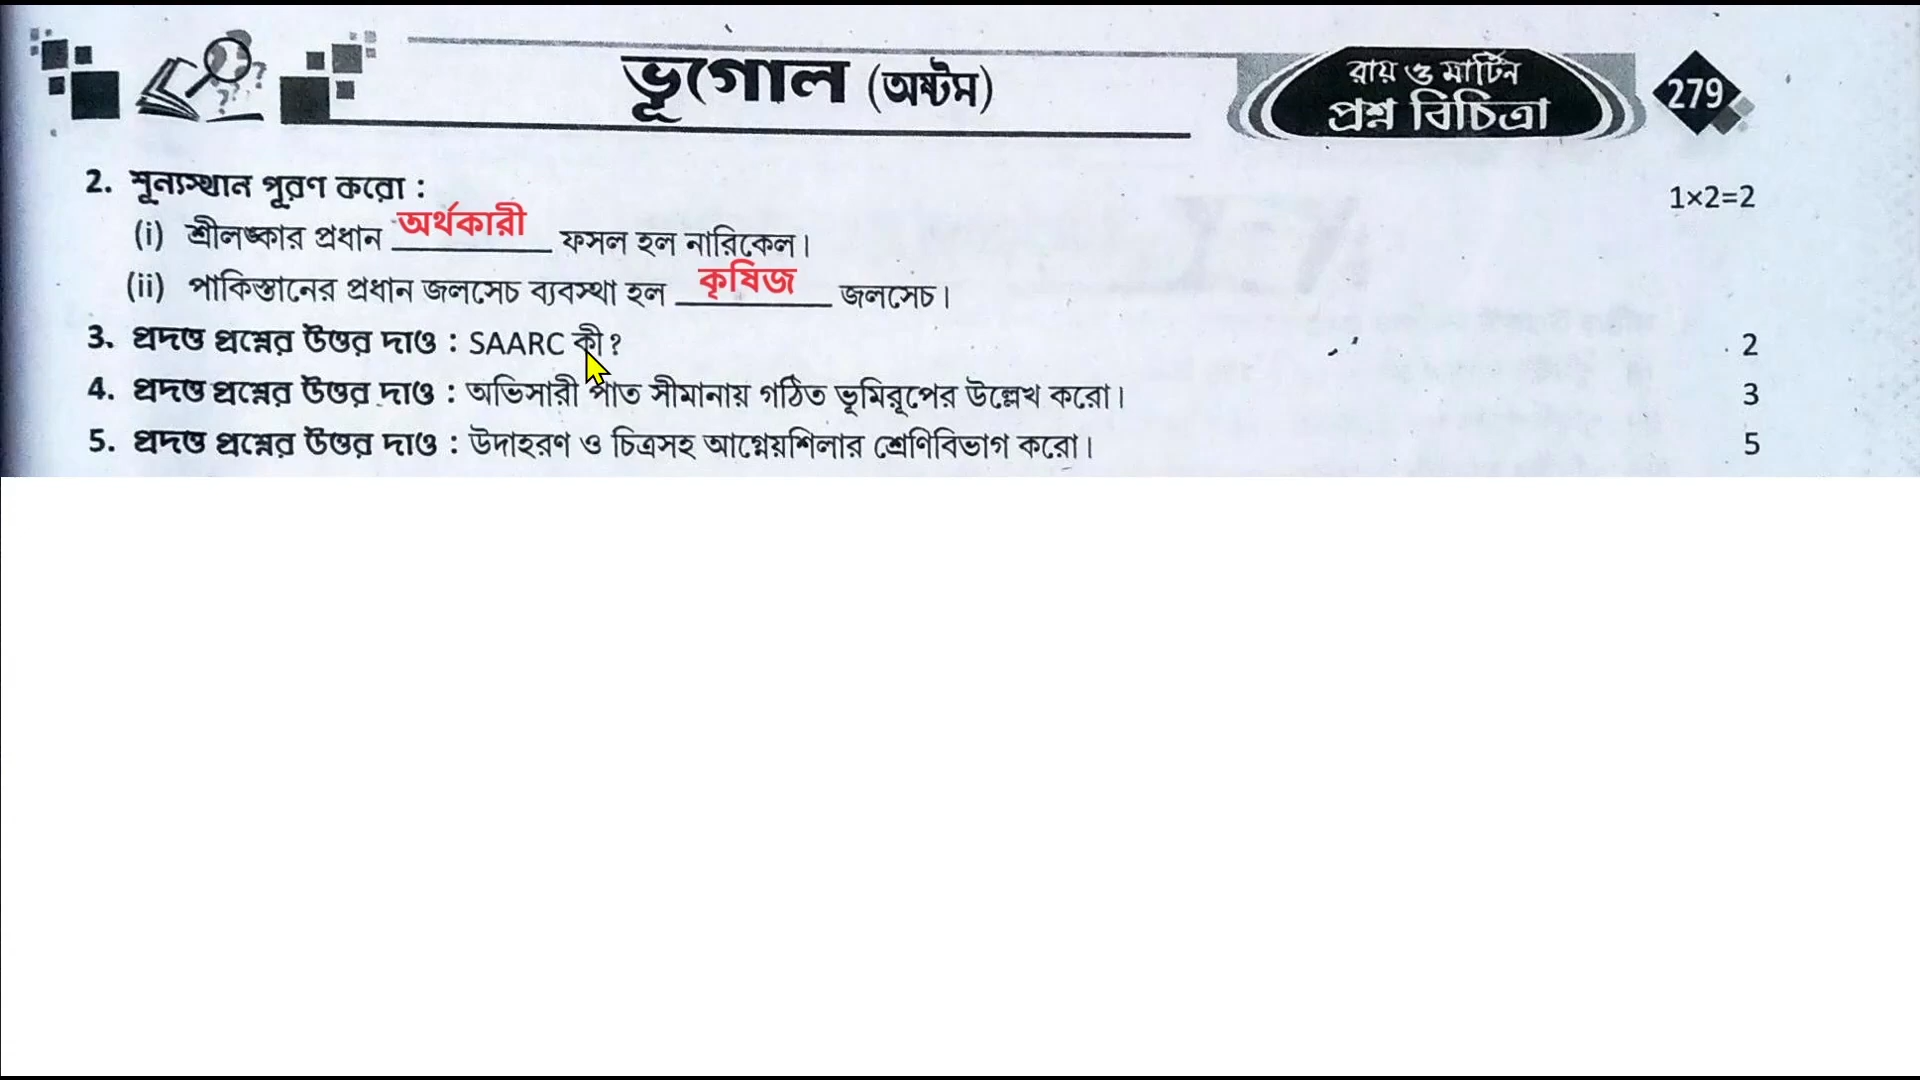 ভূগোল (অষ্টম)
রায় ও মার্টিন
প্রশ্ন বিচিত্রা
279
2. শূন্যস্থান পূরণ করো : 1×2=2
(i) শ্রীলঙ্কার প্রধান অর্থকারী ফসল হল নারিকেল।
(ii) পাকিস্তানের প্রধান জলসেচ ব্যবস্থা হল কৃষিজ জলসেচ।
3. প্রদত্ত প্রশ্নের উত্তর দাও : SAARC কী? 2
4. প্রদত্ত প্রশ্নের উত্তর দাও : অভিসারী পাত সীমানায় গঠিত ভূমিরূপের উল্লেখ করো। 3
5. প্রদত্ত প্রশ্নের উত্তর দাও : উদাহরণ ও চিত্রসহ আগ্নেয়শিলার শ্রেণিবিভাগ করো। 5